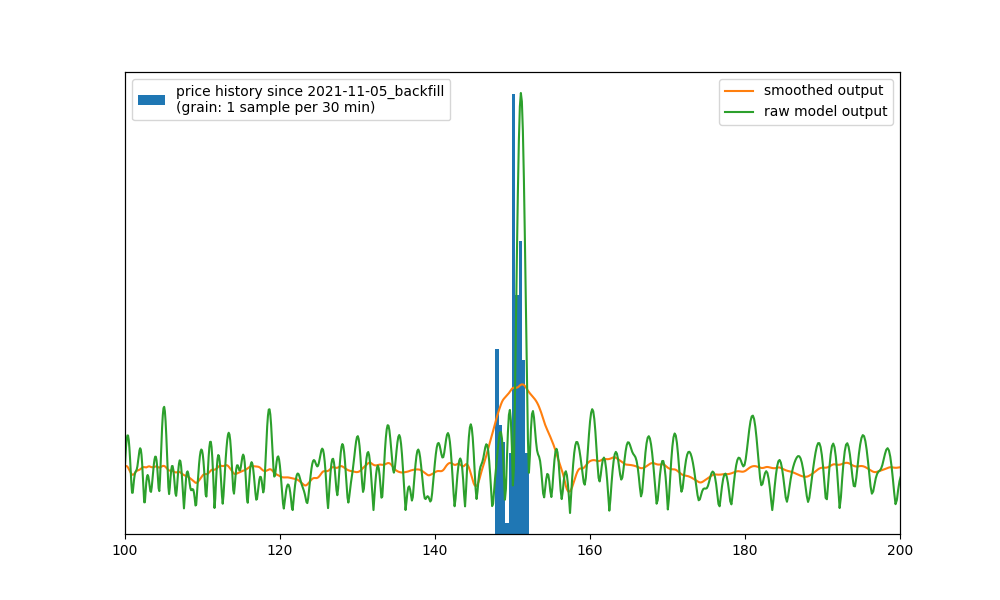 price history since 2021-11-05_backfill
(grain: 1 sample per 30 min)
smoothed output
raw model output
100
120
140
160
180
200